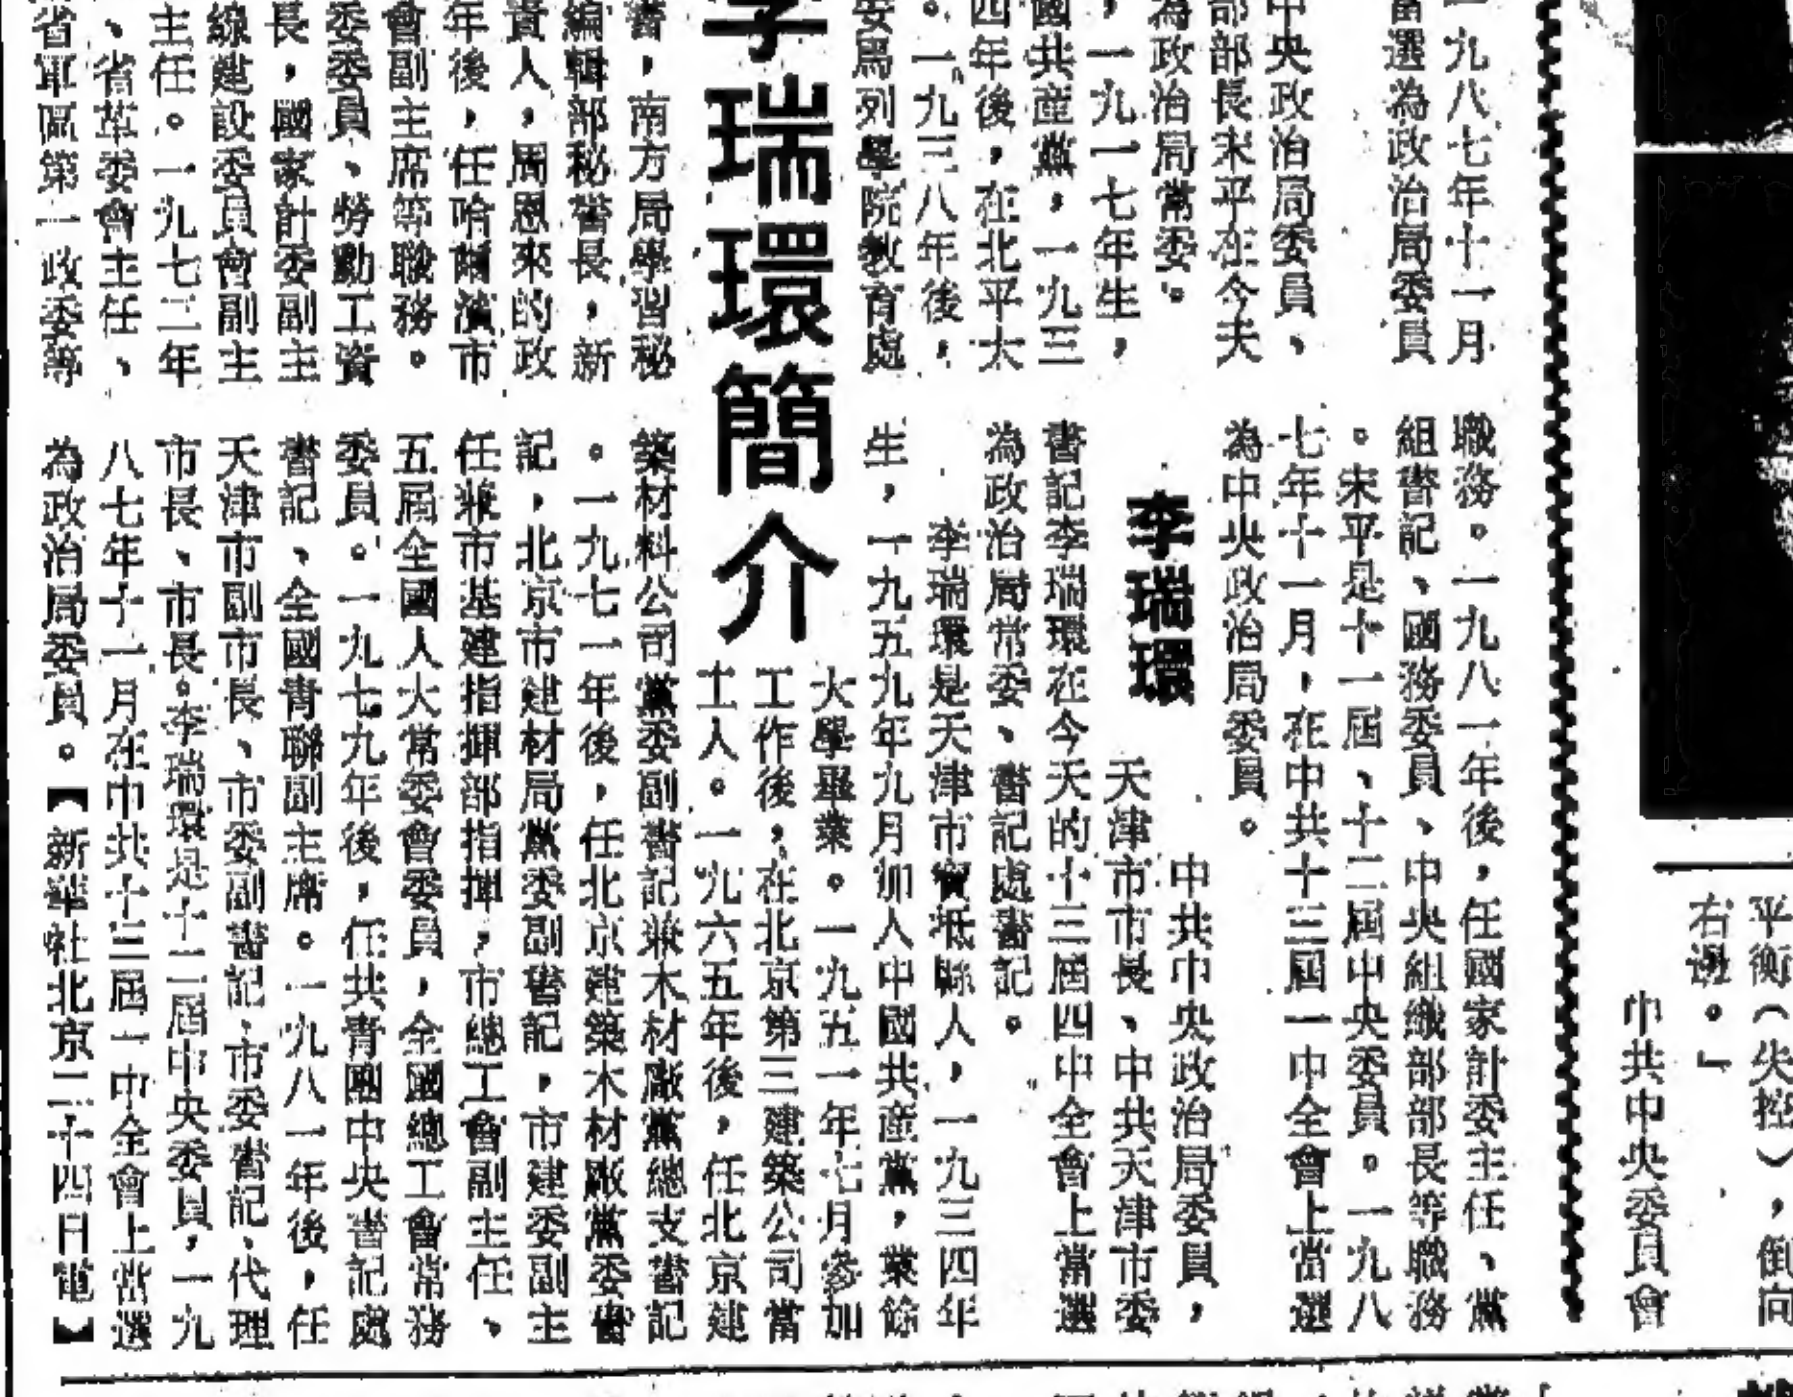 平衡（失控），倒向
右邊。」
中共中央委員會
一九八七年十一月
當選為政治局委員
中央政治局委員、
部部長宋平在今天
為政治局常委。
，一九一七年生，
國共產黨，一九三
四年後，在北平太
。一九三八年後，
安馬列學院教育處
李瑞環簡介
書，南方局學習秘
編輯部秘書長，新
責人，周恩來的政
年後，任哈爾濱市
會副主席等職務。
委委員、勞動工資
長，國家計委副主
線建設委員會副主
主任。一九七二年
、省革委會主任、
省軍區第一政委等
職務。一九八一年後，任國家計委主任、黨
組書記、國務委員、中央組織部部長等職務
。宋平是十一屆、十二屆中央委員。一九八
七年十一月，在中共十三屆一中全會上當選
為中央政治局委員。
李瑞環
中共中央政治局委員，
天津市市長、中共天津市委
書記李瑞環在今天的十三屆四中全會上當選
為政治局常委、書記處書記。
李瑞環是天津市寶坻縣人，一九三四年
生，一九五九年九月加入中國共產黨，業餘
大學畢業。一九五一年七月參加
工作後，在北京第三建築公司當
工人。一九六五年後，任北京建
築材料公司黨委副書記兼木材廠黨總支書記
。一九七一年後，任北京建築木材廠黨委書
記，北京市建材局黨委副書記，市建委副主
任兼市基建指揮部指揮，市總工會副主任、
五屆全國人大常委會委員，全國總工會常務
委員。一九七九年後，任共青團中央書記處
書記、全國青聯副主席。一九八一年後，任
天津市副市長、市委副書記、市委書記、代理
市長、市長。李瑞環是十二屆中央委員，一九
八七年十一月在中共十三屆一中全會上當選
為政治局委員。【新華社北京二十四日電】